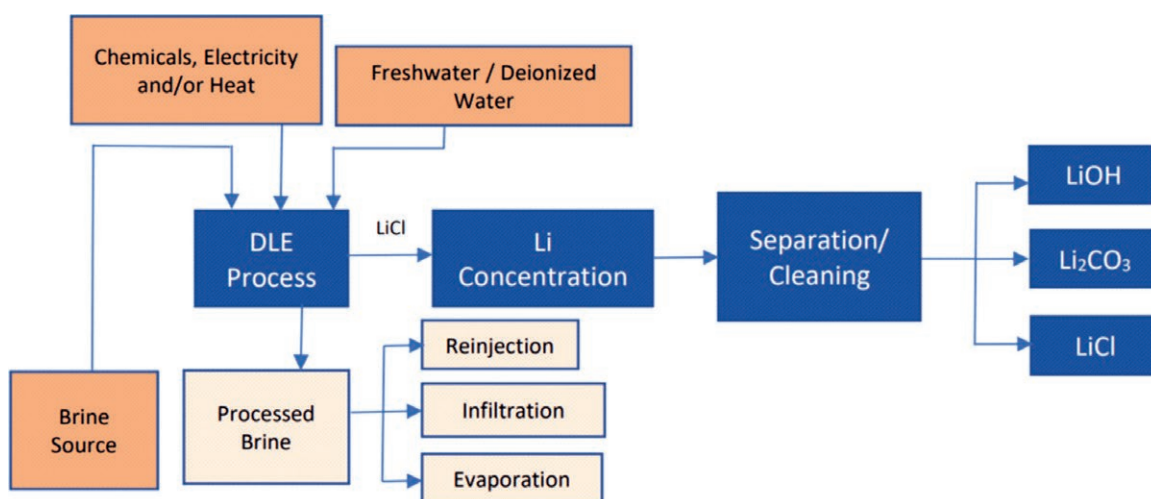 Chemicals, Electricity
and/or Heat
Freshwater / Deionized
Water
DLE
Process
LiCl
Li
Concentration
Separation/
Cleaning
LiOH
Li₂CO₃
LiCl
Brine
Source
Processed
Brine
Reinjection
Infiltration
Evaporation